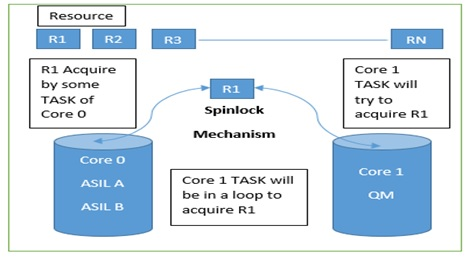 Resource
R1
R2
R3
RN
R1 Acquire
by some
TASK of
Core 0
R1
Spinlock
Mechanism
Core 1
TASK will
try to
acquire R1
Core 0
ASIL A
ASIL B
Core 1 TASK will
be in a loop to
acquire R1
Core 1
QM